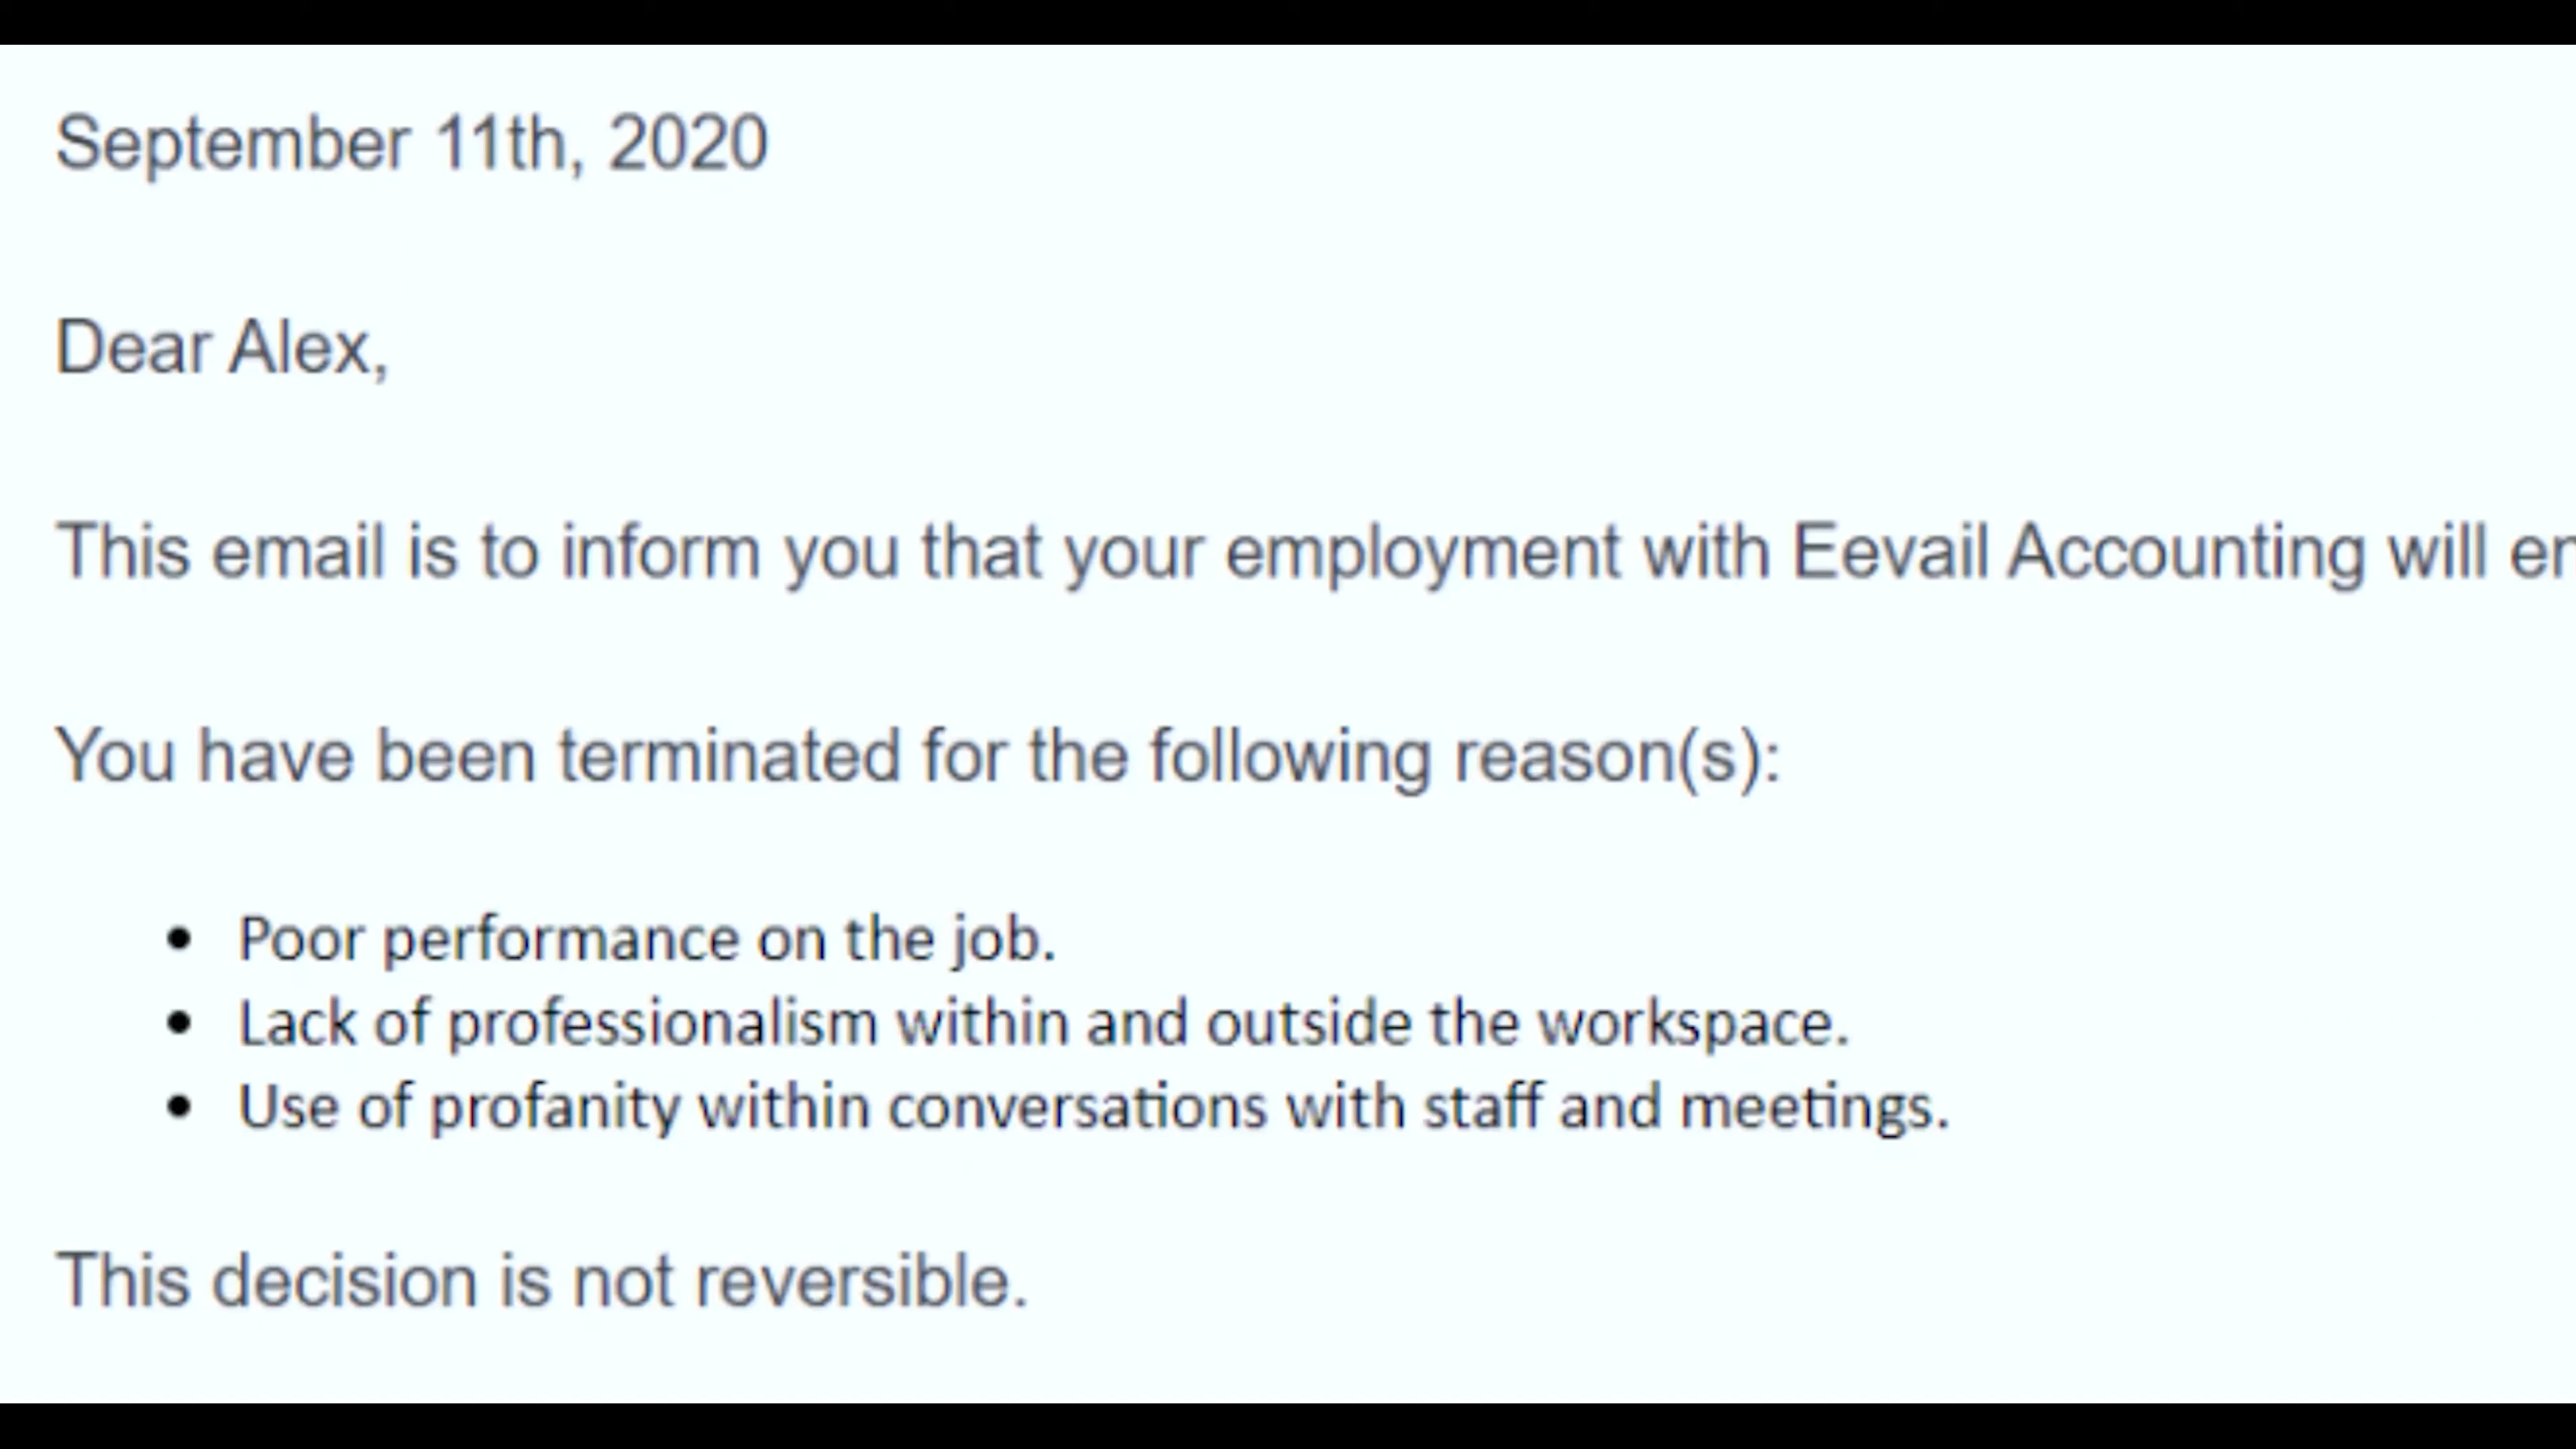 September 11th, 2020
Dear Alex,
This email is to inform you that your employment with Eevail Accounting will
You have been terminated for the following reason(s):
• Poor performance on the job.
• Lack of professionalism within and outside the workspace.
• Use of profanity within conversations with staff and meetings.
This decision is not reversible.